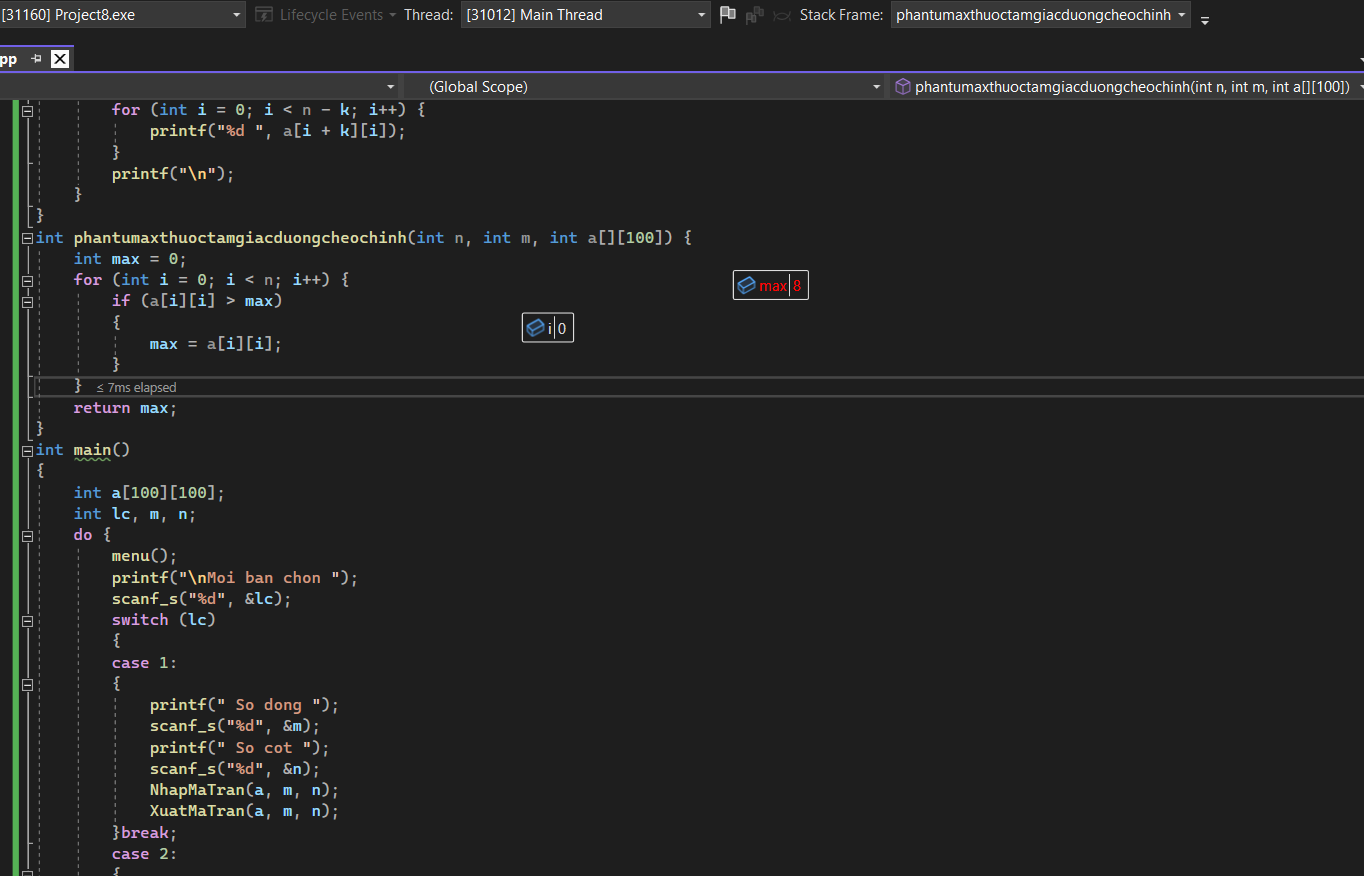 [31160] Project8.exe Lifecycle Events Thread: [31012] Main Thread Stack Frame: phantumaxthuoctamgiacduongcheochinh
pp
(Global Scope) phantumaxthuoctamgiacduongcheochinh(int n, int m, int a[][100])
for (int i = 0; i < n - k; i++) {
printf("%d ", a[i + k][i]);
}
printf("\n");
}
}
int phantumaxthuoctamgiacduongcheochinh(int n, int m, int a[][100]) {
int max = 0;
for (int i = 0; i < n; i++) {
max 8
if (a[i][i] > max)
{
i 0
max = a[i][i];
}
} ≤ 7ms elapsed
return max;
}
int main()
{
int a[100][100];
int lc, m, n;
do {
menu();
printf("\nMoi ban chon ");
scanf_s("%d", &lc);
switch (lc)
{
case 1:
{
printf(" So dong ");
scanf_s("%d", &m);
printf(" So cot ");
scanf_s("%d", &n);
NhapMaTran(a, m, n);
XuatMaTran(a, m, n);
}break;
case 2:
{